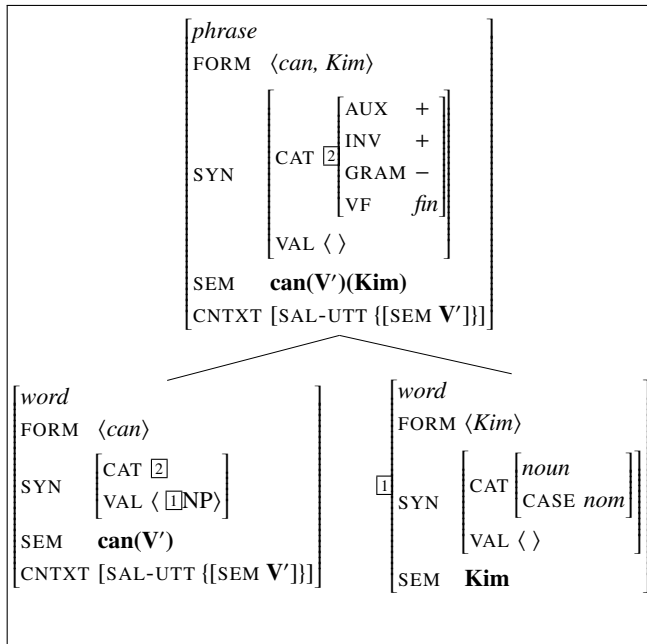 phrase
FORM ⟨can, Kim⟩
AUX +
INV +
CAT [2] GRAM −
SYN VF fin
VAL ⟨ ⟩
SEM can(V′)(Kim)
CNTXT [SAL-UTT {[SEM V′]}]
word
FORM ⟨can⟩
SYN CAT [2]
VAL ⟨ [1]NP⟩
SEM can(V′)
CNTXT [SAL-UTT {[SEM V′]}]
[1] word
FORM ⟨Kim⟩
SYN CAT noun
CASE nom
VAL ⟨ ⟩
SEM Kim